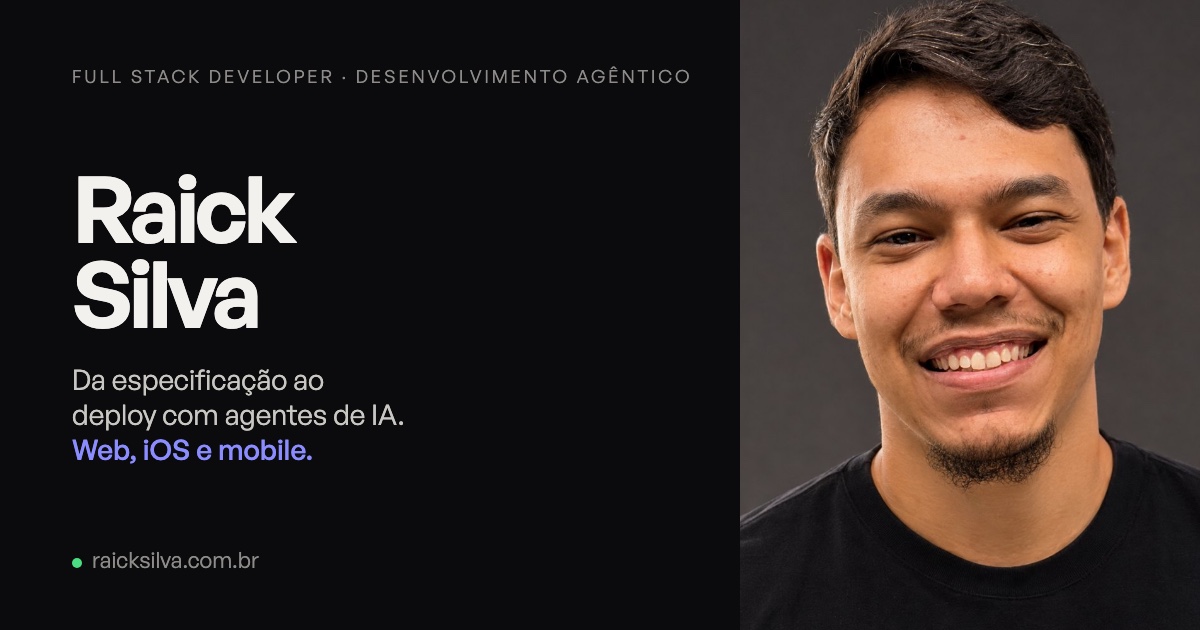 FULL STACK DEVELOPER · DESENVOLVIMENTO AGÊNTICO
Raick
Silva
Da especificação ao
deploy com agentes de IA.
Web, iOS e mobile.
raicksilva.com.br